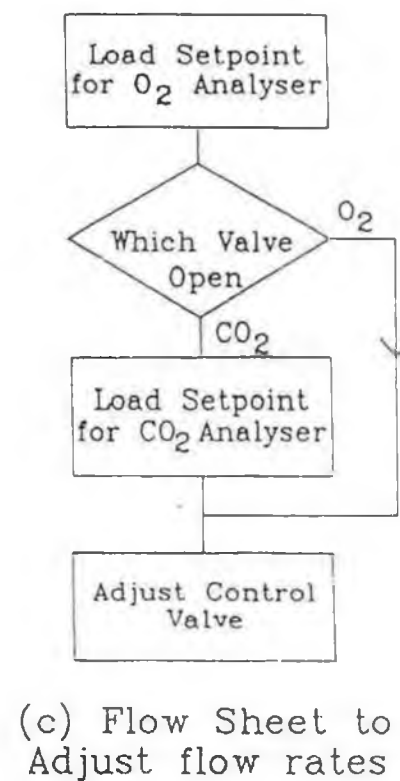 Load Setpoint
for O₂ Analyser
O₂
Which Valve
Open
CO₂
Load Setpoint
for CO₂ Analyser
Adjust Control
Valve
(c) Flow Sheet to
Adjust flow rates